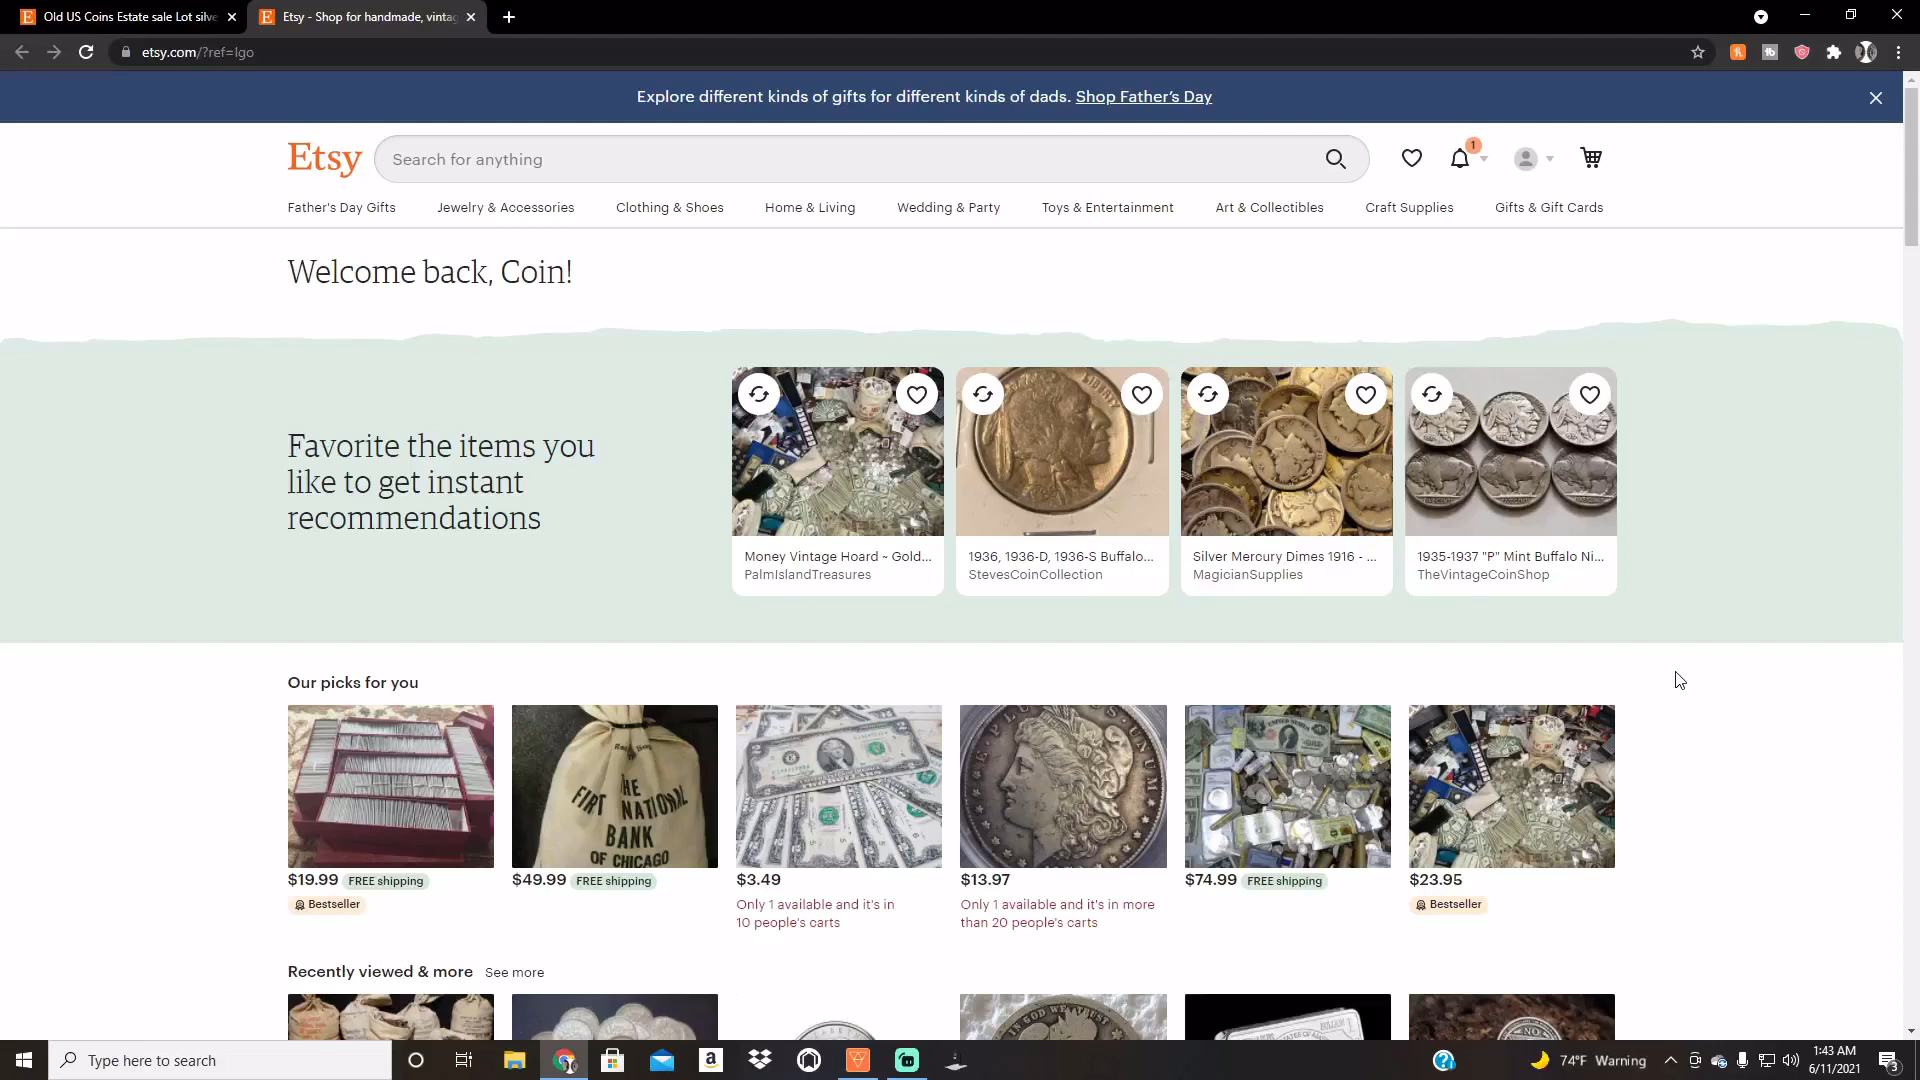 Old US Coins Estate sale Lot silve
Etsy - Shop for handmade, vintag
etsy.com/?ref=lgo
Explore different kinds of gifts for different kinds of dads. Shop Father's Day
Etsy
Search for anything
1
Father's Day Gifts
Jewelry & Accessories
Clothing & Shoes
Home & Living
Wedding & Party
Toys & Entertainment
Art & Collectibles
Craft Supplies
Gifts & Gift Cards
Welcome back, Coin!
Favorite the items you
like to get instant
recommendations
Money Vintage Hoard ~ Gold...
PalmIslandTreasures
1936, 1936-D, 1936-S Buffalo...
StevesCoinCollection
Silver Mercury Dimes 1916 - ...
MagicianSupplies
1935-1937 "P" Mint Buffalo Ni...
TheVintageCoinShop
Our picks for you
THE
FIRT NATIONAL
BANK
OF CHICAGO
$19.99 FREE shipping
Bestseller
$49.99 FREE shipping
$3.49
Only 1 available and it's in
10 people's carts
$13.97
Only 1 available and it's in more
than 20 people's carts
$74.99 FREE shipping
$23.95
Bestseller
Recently viewed & more See more
IN GOD WE TRUST
Type here to search
74°F Warning
1:43 AM
6/11/2021
3